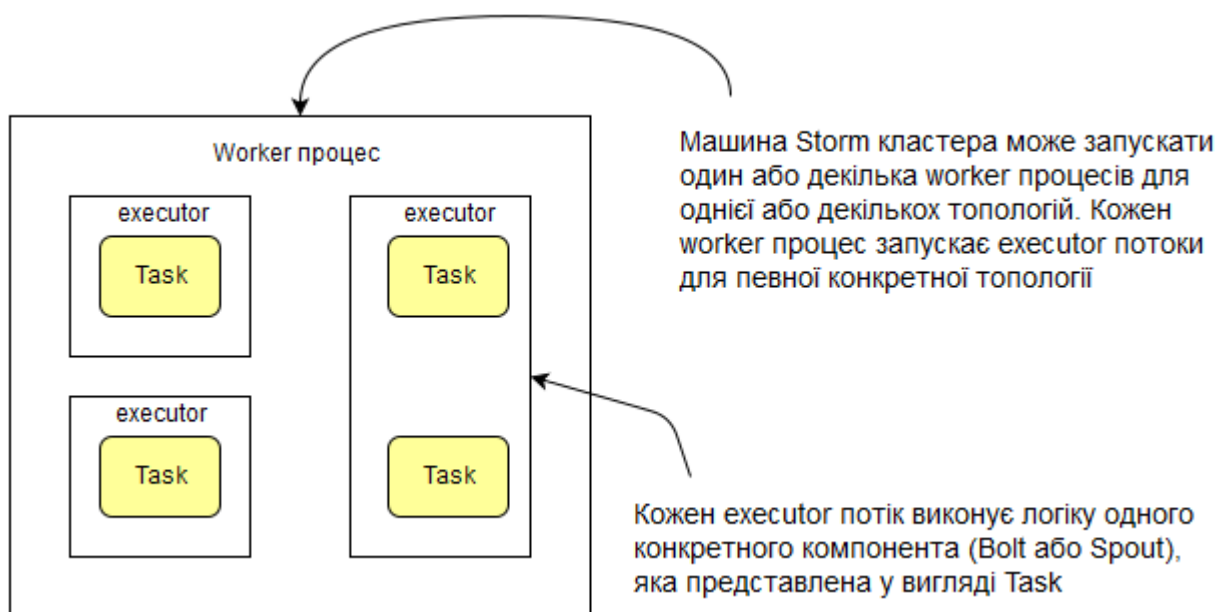 Worker процес
executor
Task
executor
Task
executor
Task
Task
Машина Storm кластера може запускати
один або декілька worker процесів для
однієї або декількох топологій. Кожен
worker процес запускає executor потоки
для певної конкретної топології
Кожен executor потік виконує логіку одного
конкретного компонента (Bolt або Spout),
яка представлена у вигляді Task